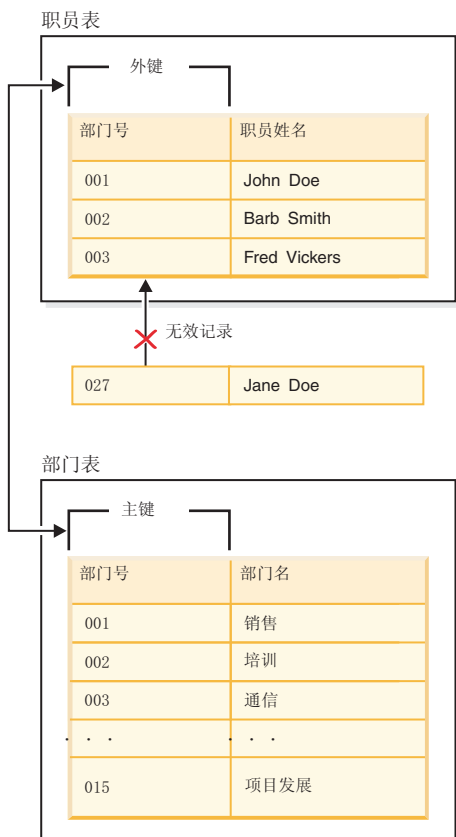 职员表
外键
部门号 职员姓名
001 John Doe
002 Barb Smith
003 Fred Vickers
无效记录
027 Jane Doe
部门表
主键
部门号 部门名
001 销售
002 培训
003 通信
. . . . . .
015 项目发展